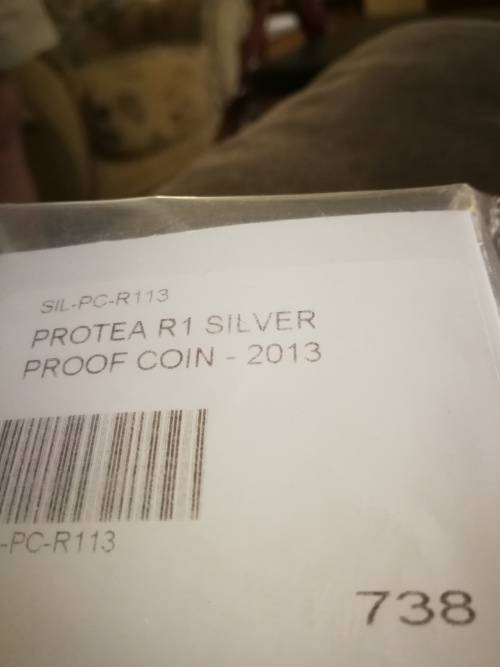 SIL-PC-R113
PROTEA R1 SILVER
PROOF COIN - 2013
-PC-R113
738